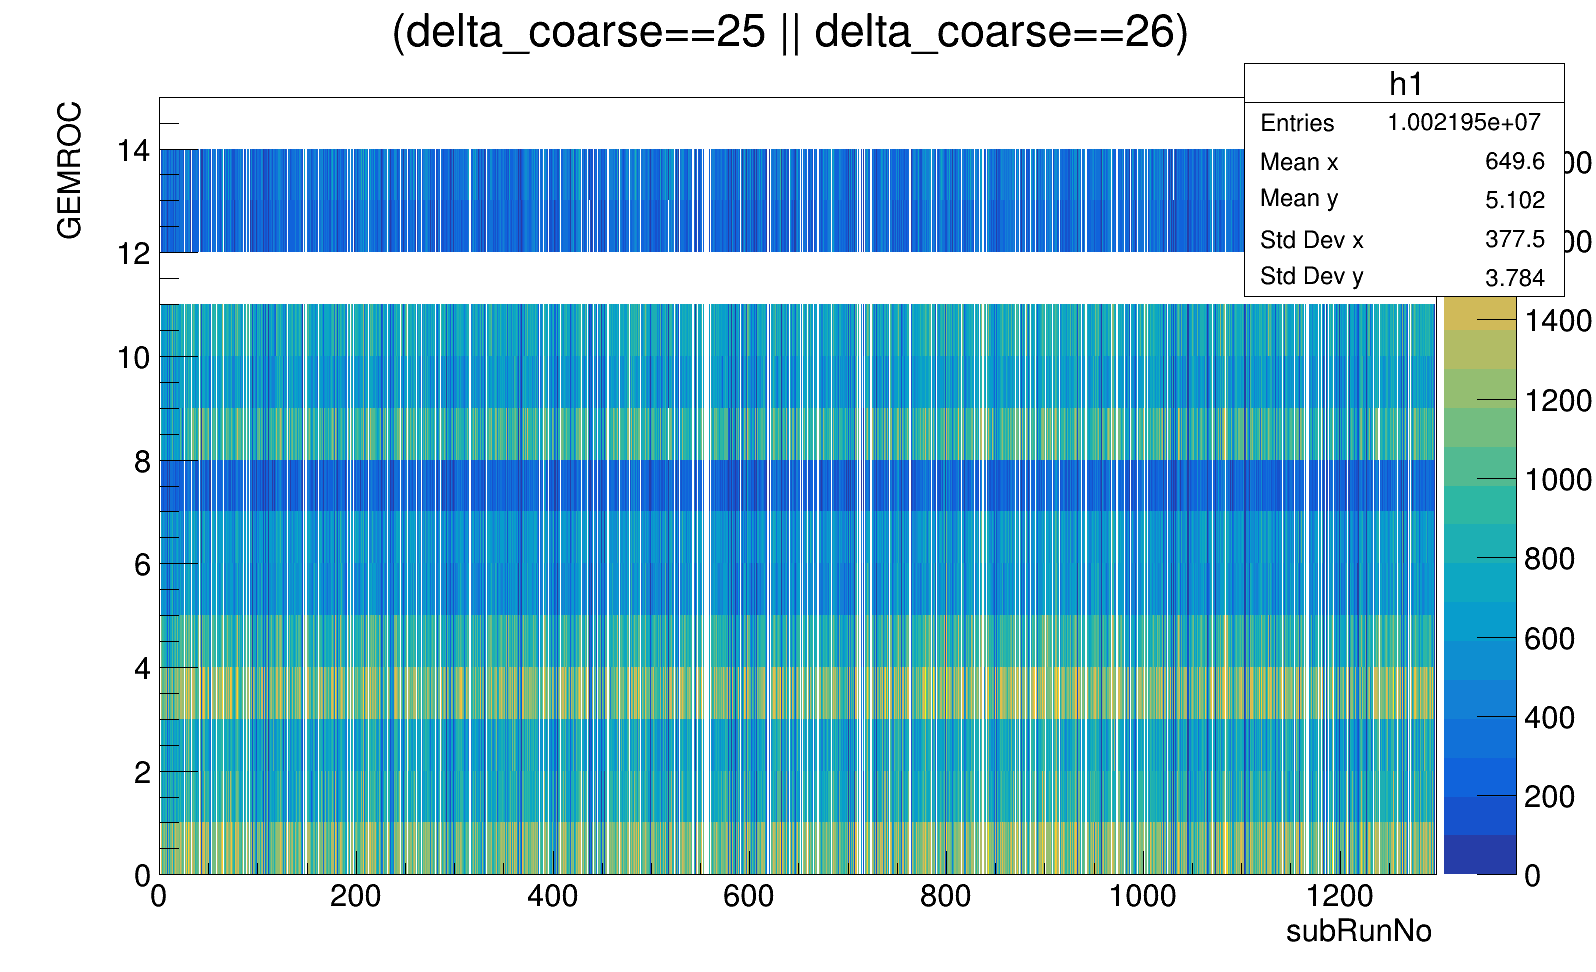 (delta_coarse==25 || delta_coarse==26)
h1
Entries 1.002195e+07
Mean x 649.6
Mean y 5.102
Std Dev x 377.5
Std Dev y 3.784
GEMROC
14
12
10
8
6
4
2
0
0 200 400 600 800 1000 1200
subRunNo
00
00
1400
1200
1000
800
600
400
200
0